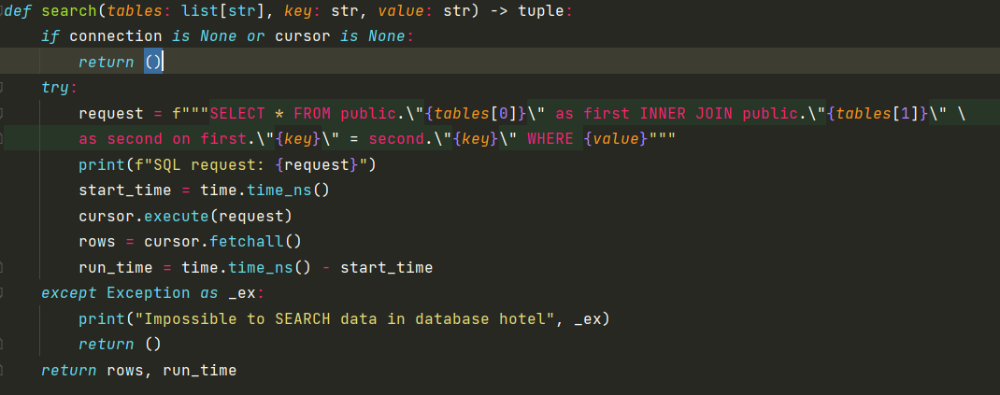 def search(tables: list[str], key: str, value: str) -> tuple:
    if connection is None or cursor is None:
        return ()
    try:
        request = f"""SELECT * FROM public.\"{tables[0]}\" as first INNER JOIN public.\"{tables[1]}\" \
        as second on first.\"{key}\" = second.\"{key}\" WHERE {value}"""
        print(f"SQL request: {request}")
        start_time = time.time_ns()
        cursor.execute(request)
        rows = cursor.fetchall()
        run_time = time.time_ns() - start_time
    except Exception as _ex:
        print("Impossible to SEARCH data in database hotel", _ex)
        return ()
    return rows, run_time